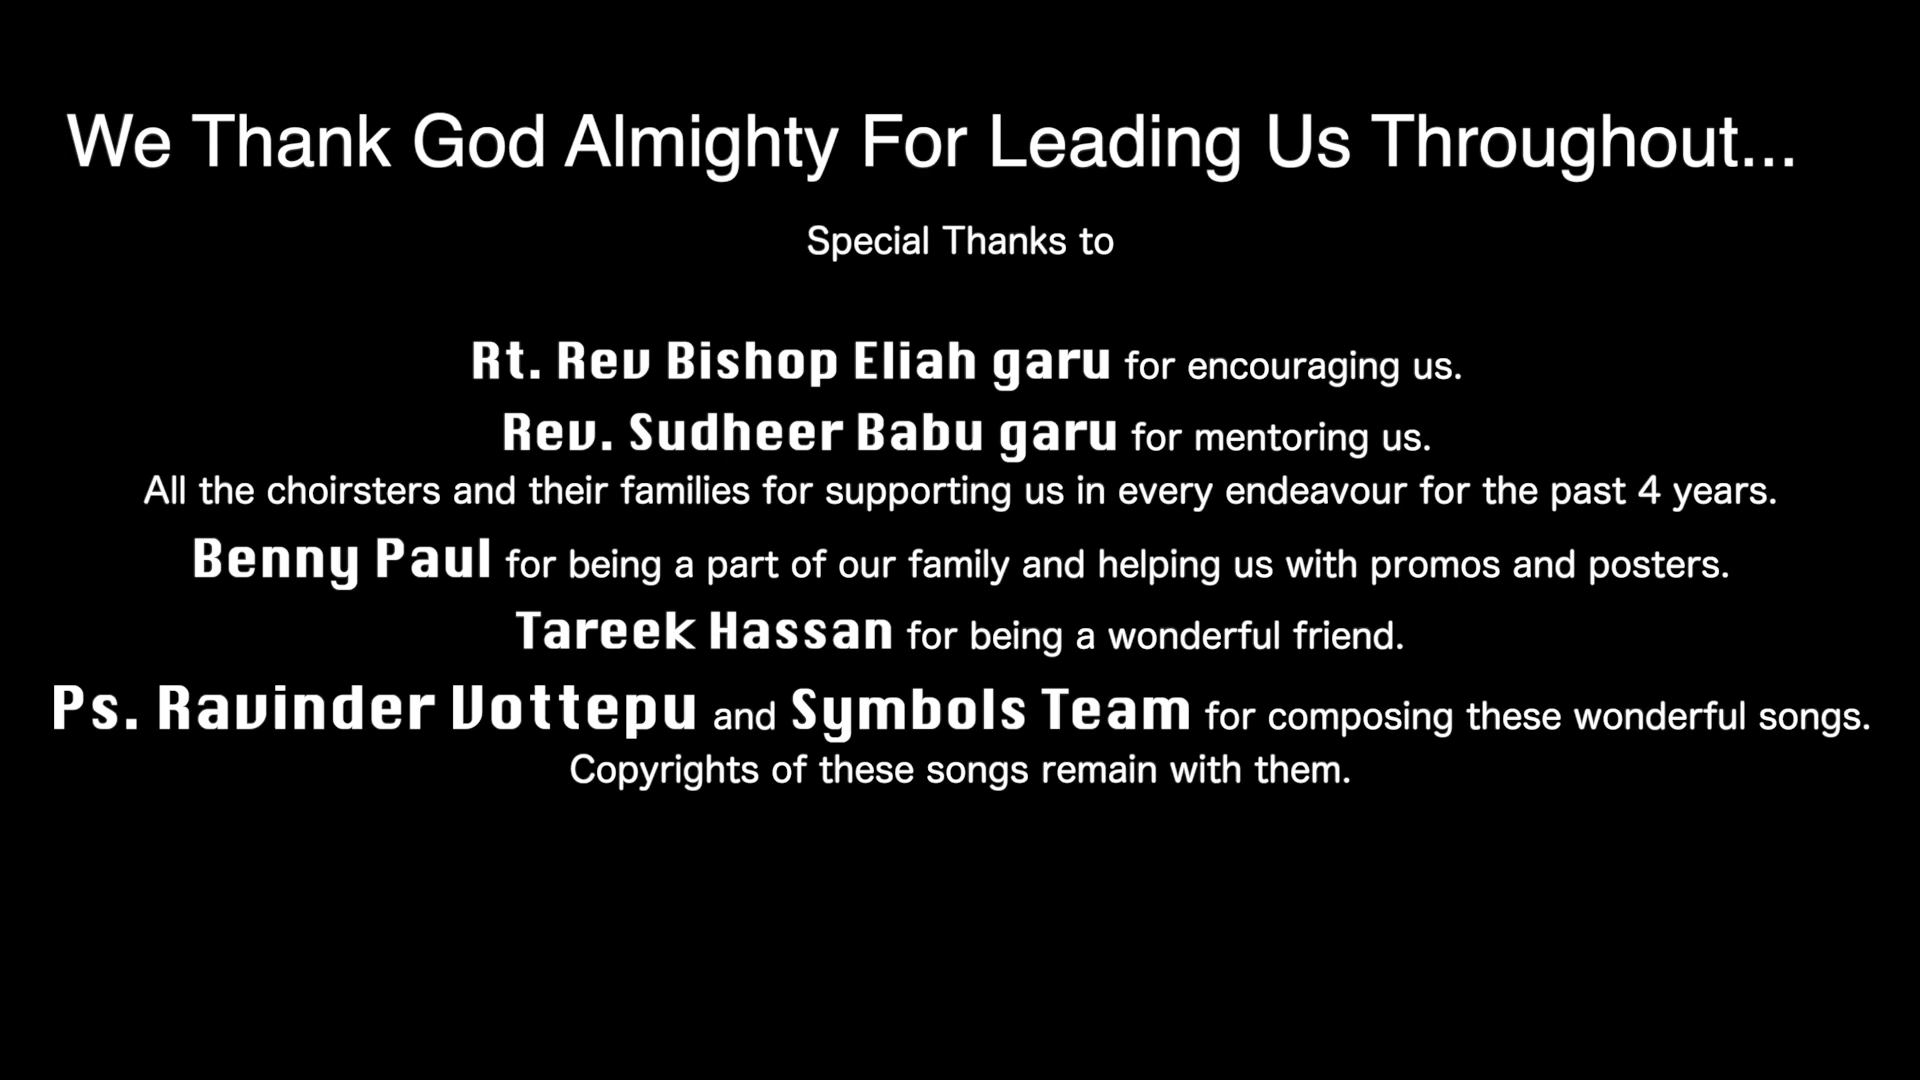 We Thank God Almighty For Leading Us Throughout...
Special Thanks to
Rt. Rev Bishop Eliah garu for encouraging us.
Rev. Sudheer Babu garu for mentoring us.
All the choirsters and their families for supporting us in every endeavour for the past 4 years.
Benny Paul for being a part of our family and helping us with promos and posters.
Tareek Hassan for being a wonderful friend.
Ps. Ravinder Vottepu and Symbols Team for composing these wonderful songs.
Copyrights of these songs remain with them.